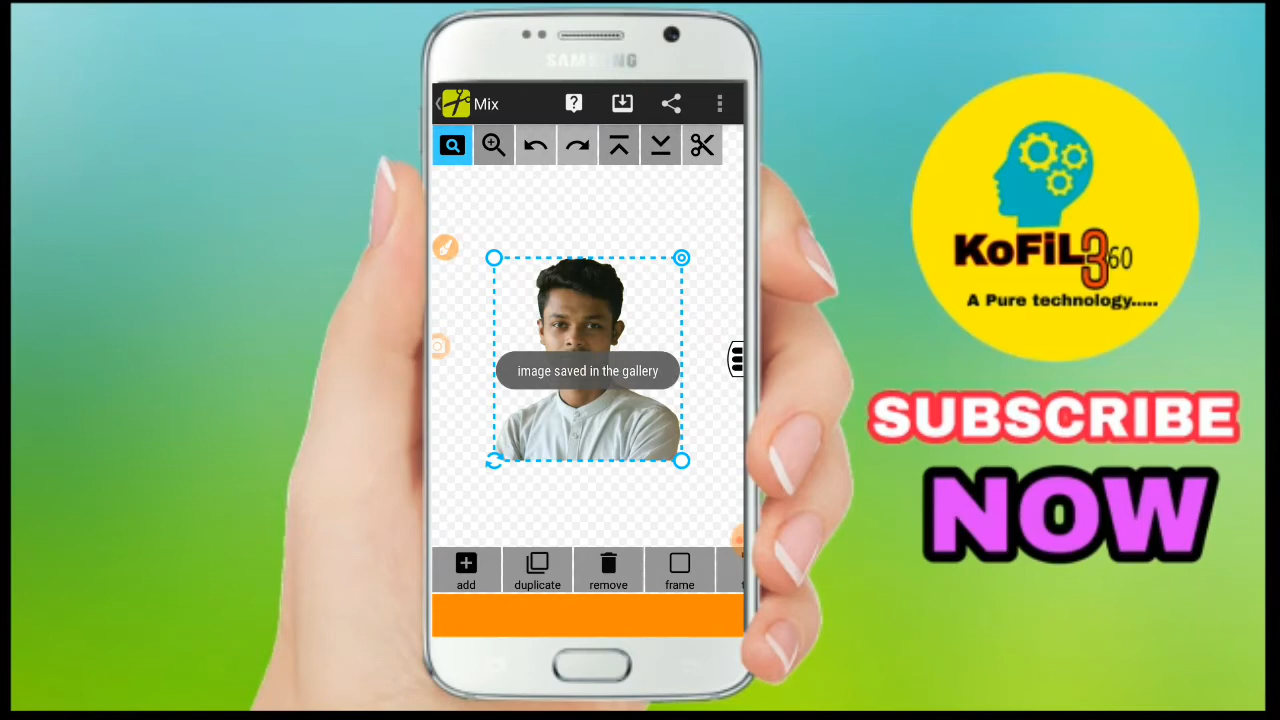 SAMSUNG
Mix
image saved in the gallery
add
duplicate
remove
frame
KoFiL360
A Pure technology.....
SUBSCRIBE
NOW